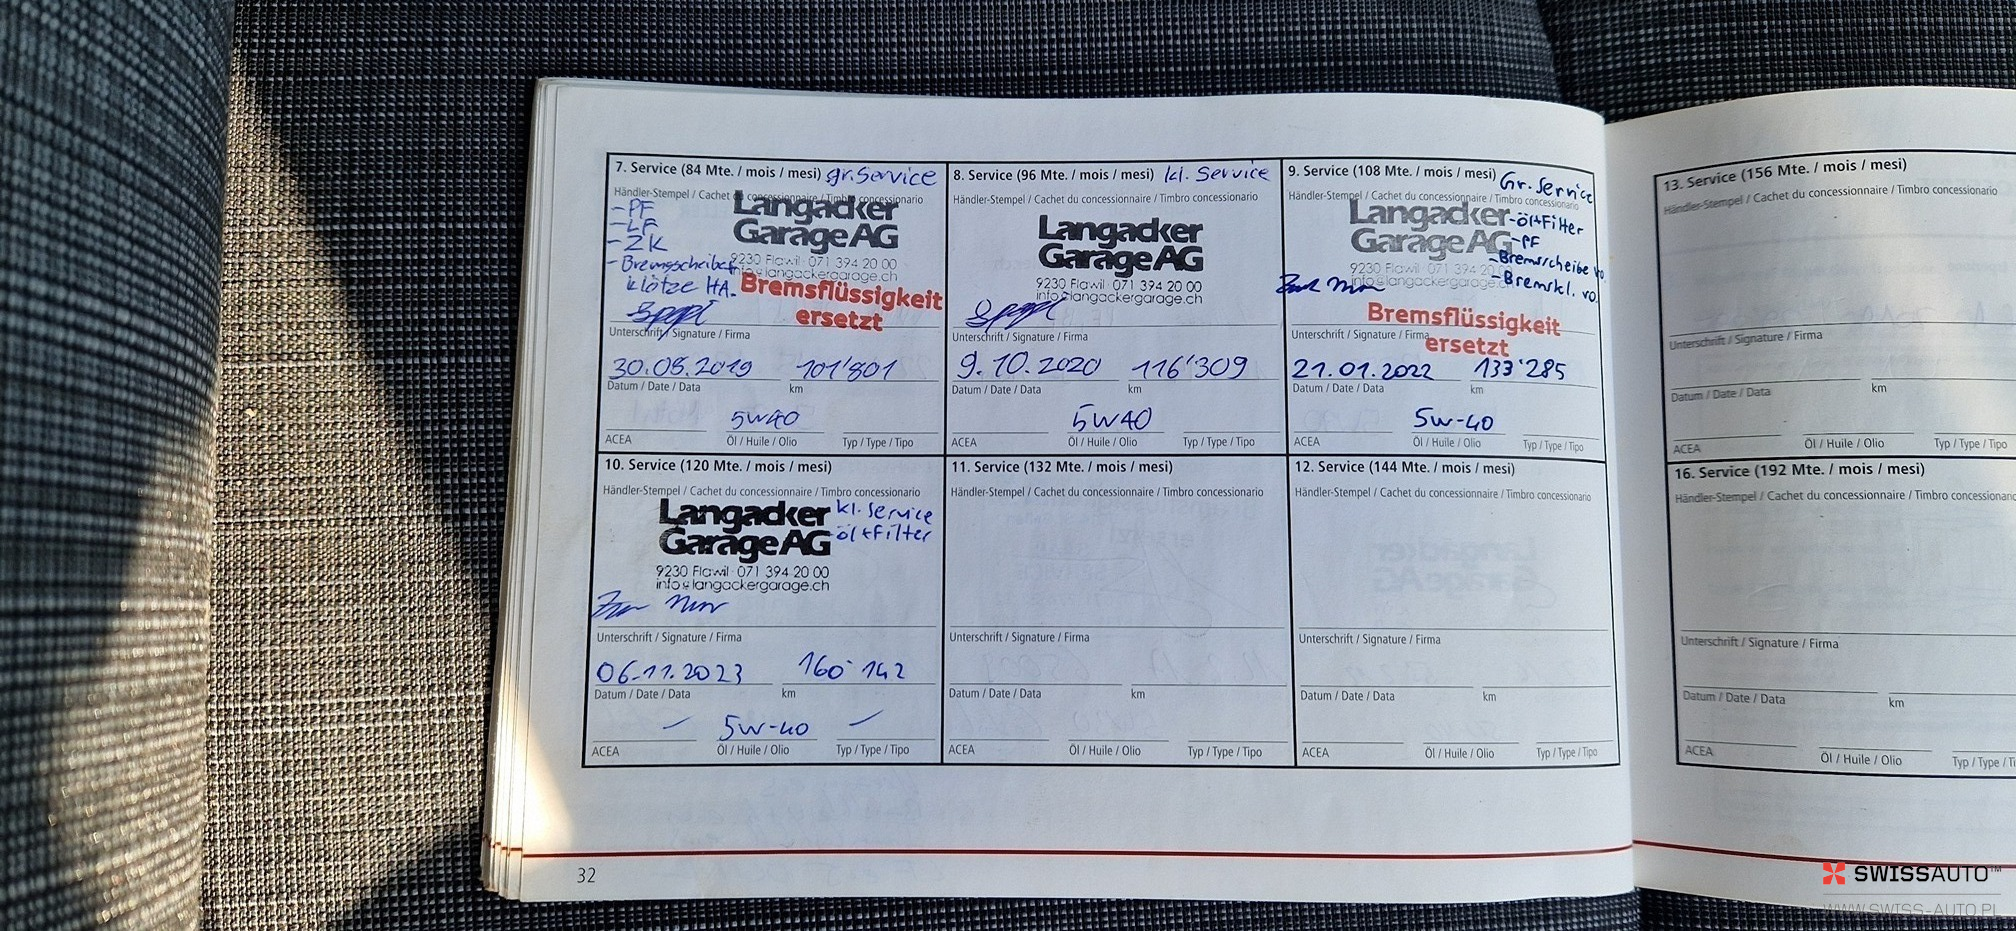 7. Service (84 Mte. / mois / mesi) gr. Service
Händler-Stempel / Cachet du concessionnaire / Timbro concessionario
- PF
- LF
- ZK
- Bremsscheiben
klötze HA.
Langacker
Garage AG
9230 Flawil · 071 394 20 00
info@langackergarage.ch
Bremsflüssigkeit
ersetzt
Unterschrift / Signature / Firma
30.08.2019 101'801
Datum / Date / Data km
5W40
ACEA Öl / Huile / Olio Typ / Type / Tipo
8. Service (96 Mte. / mois / mesi) kl. Service
Händler-Stempel / Cachet du concessionnaire / Timbro concessionario
Langacker
Garage AG
9230 Flawil · 071 394 20 00
info@langackergarage.ch
Unterschrift / Signature / Firma
9.10.2020 116'309
Datum / Date / Data km
5W40
ACEA Öl / Huile / Olio Typ / Type / Tipo
9. Service (108 Mte. / mois / mesi) Gr. Service
Händler-Stempel / Cachet du concessionnaire / Timbro concessionario
Langacker
Garage AG
9230 Flawil · 071 394 20 00
info@langackergarage.ch
- öl+Filter
- PF
- Bremsscheibe vo
- Bremskl. vo.
Bremsflüssigkeit
ersetzt
Unterschrift / Signature / Firma
21.01.2022 133'285
Datum / Date / Data km
5W-40
ACEA Öl / Huile / Olio Typ / Type / Tipo
10. Service (120 Mte. / mois / mesi)
Händler-Stempel / Cachet du concessionnaire / Timbro concessionario
Langacker
Garage AG
9230 Flawil · 071 394 20 00
info@langackergarage.ch
kl. Service
- öl+Filter
Unterschrift / Signature / Firma
06.11.2023 160'142
Datum / Date / Data km
— 5W-40 —
ACEA Öl / Huile / Olio Typ / Type / Tipo
11. Service (132 Mte. / mois / mesi)
Händler-Stempel / Cachet du concessionnaire / Timbro concessionario
Unterschrift / Signature / Firma
Datum / Date / Data km
ACEA Öl / Huile / Olio Typ / Type / Tipo
12. Service (144 Mte. / mois / mesi)
Händler-Stempel / Cachet du concessionnaire / Timbro concessionario
Unterschrift / Signature / Firma
Datum / Date / Data km
ACEA Öl / Huile / Olio Typ / Type / Tipo
32
13. Service (156 Mte. / mois / mesi)
Händler-Stempel / Cachet du concessionnaire / Timbro concessionario
Unterschrift / Signature / Firma
Datum / Date / Data km
ACEA Öl / Huile / Olio Typ / Type / Tipo
16. Service (192 Mte. / mois / mesi)
Händler-Stempel / Cachet du concessionnaire / Timbro
Unterschrift / Signature / Firma
Datum / Date / Data km
ACEA Öl / Huile / Olio Typ / Type /
SWISSAUTO™
WWW.SWISS-AUTO.PL